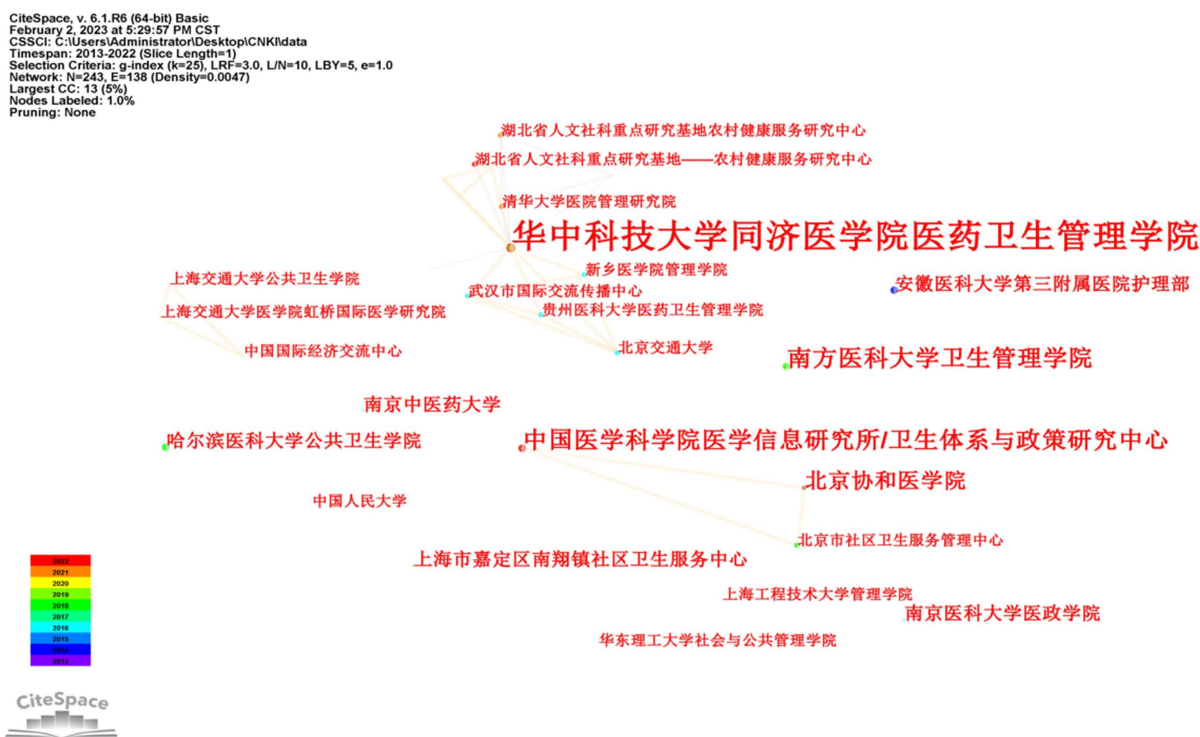 CiteSpace, v. 6.1.R6 (64-bit) Basic
February 2, 2023 at 5:29:57 PM CST
CSSCI: C:\Users\Administrator\Desktop\CNKI\data
Timespan: 2013-2022 (Slice Length=1)
Selection Criteria: g-index (k=25), LRF=3.0, L/N=10, LBY=5, e=1.0
Network: N=243, E=138 (Density=0.0047)
Largest CC: 13 (5%)
Nodes Labeled: 1.0%
Pruning: None
湖北省人文社科重点研究基地农村健康服务研究中心
湖北省人文社科重点研究基地——农村健康服务研究中心
清华大学医院管理研究院
华中科技大学同济医学院医药卫生管理学院
新乡医学院管理学院
上海交通大学公共卫生学院
安徽医科大学第三附属医院护理部
武汉市国际交流传播中心
上海交通大学医学院虹桥国际医学研究院
贵州医科大学医药卫生管理学院
中国国际经济交流中心
北京交通大学
南方医科大学卫生管理学院
南京中医药大学
哈尔滨医科大学公共卫生学院
中国医学科学院医学信息研究所/卫生体系与政策研究中心
北京协和医学院
中国人民大学
北京市社区卫生服务管理中心
上海市嘉定区南翔镇社区卫生服务中心
上海工程技术大学管理学院
南京医科大学医政学院
华东理工大学社会与公共管理学院
2022
2021
2020
2019
2018
2017
2016
2015
2014
2013
CiteSpace